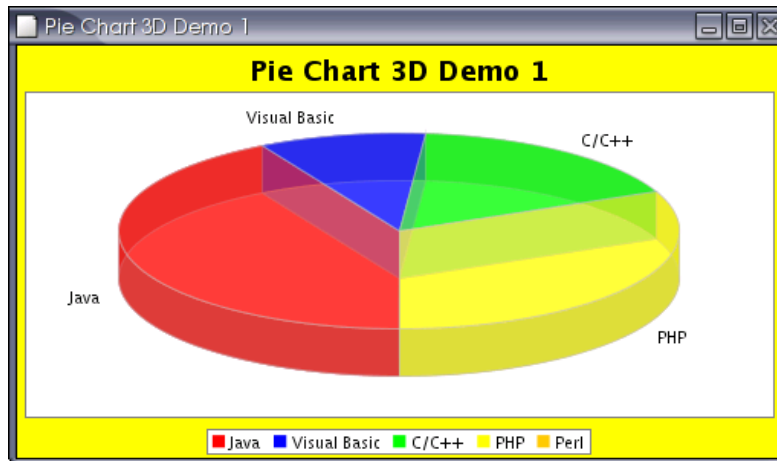 Pie Chart 3D Demo 1
Pie Chart 3D Demo 1
Visual Basic
C/C++
Java
PHP
Java Visual Basic C/C++ PHP Perl